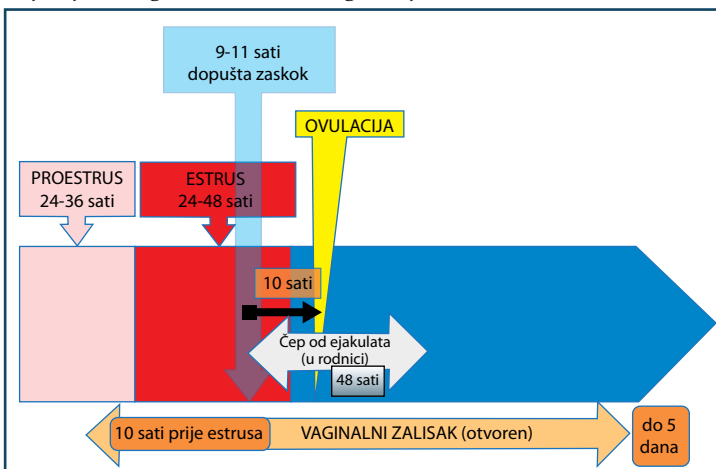 9-11 sati
dopušta zaskok
OVULACIJA
PROESTRUS
24-36 sati
ESTRUS
24-48 sati
10 sati
Čep od ejakulata
(u rodnici)
48 sati
10 sati prije estrusa
VAGINALNI ZALISAK (otvoren)
do 5
dana